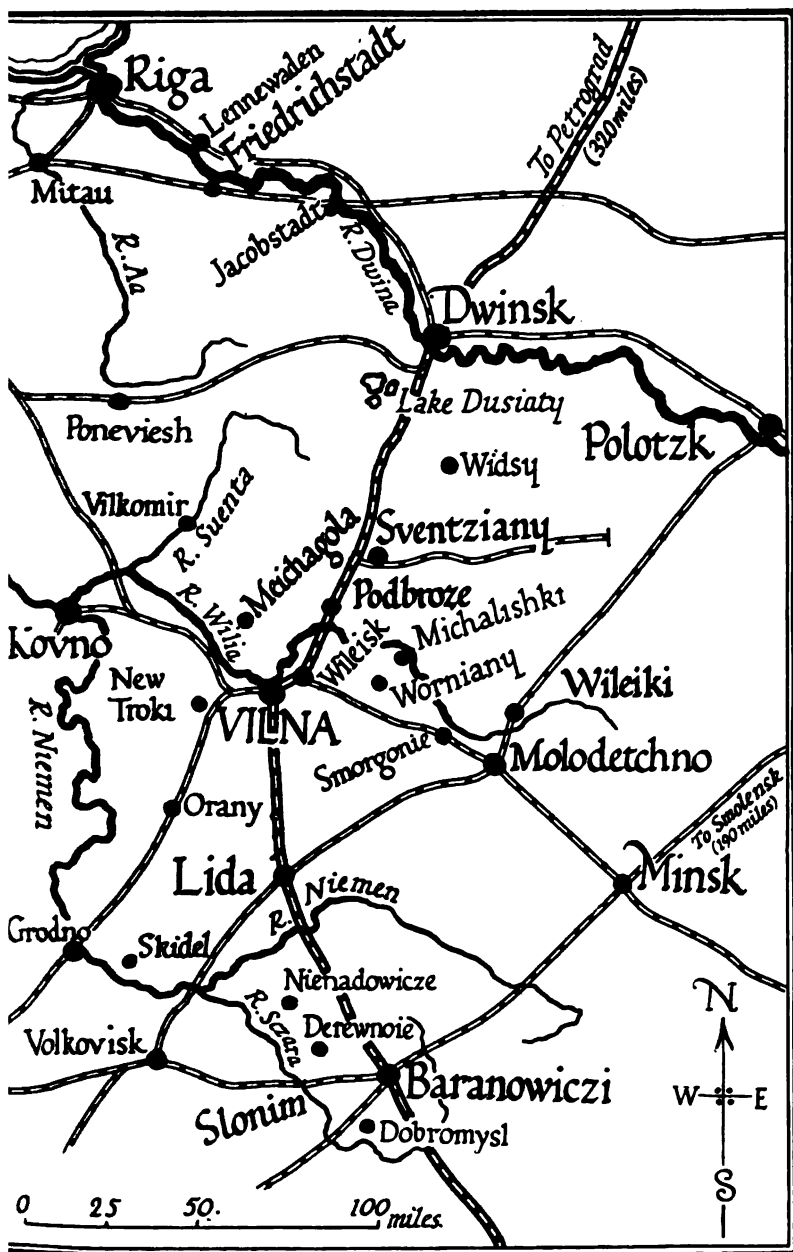 Riga
Lennewaden
Friedrichstadt
To Petrograd
(320 miles)
Mitau
Jacobstadt
R. Aa
R. Dwina
Dwinsk
Lake Dusiaty
Poneviesh
Polotzk
Widsy
Vilkomir
R. Suenta
Meichagola
Sventziany
Podbroze
R. Wilia
Michalishki
Kovno
Wileisk
Worniany
New
Troki
Wileiki
VILNA
R. Niemen
Smorgonie
Molodetchno
Orany
To Smolensk
(190 miles)
Lida
Minsk
R. Niemen
Grodno
Skidel
Nienadowicze
N
R. Sczara
Derewnoie
Volkovisk
Baranowiczi
W E
Slonim
Dobromysl
S
0 25 50. 100 miles.